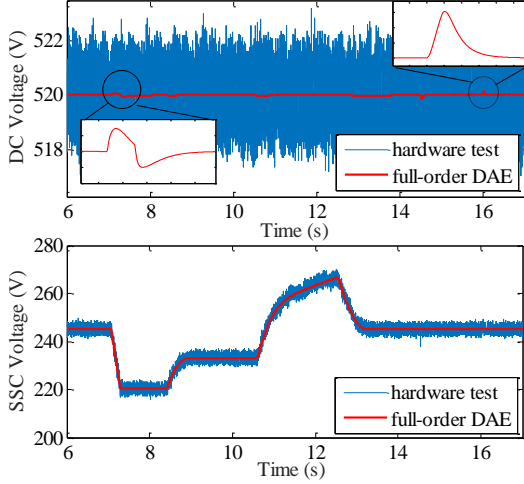 DC Voltage (V)
522
520
518
hardware test
full-order DAE
6 8 10 12 14 16
Time (s)
SSC Voltage (V)
280
260
240
220
200
hardware test
full-order DAE
6 8 10 12 14 16
Time (s)